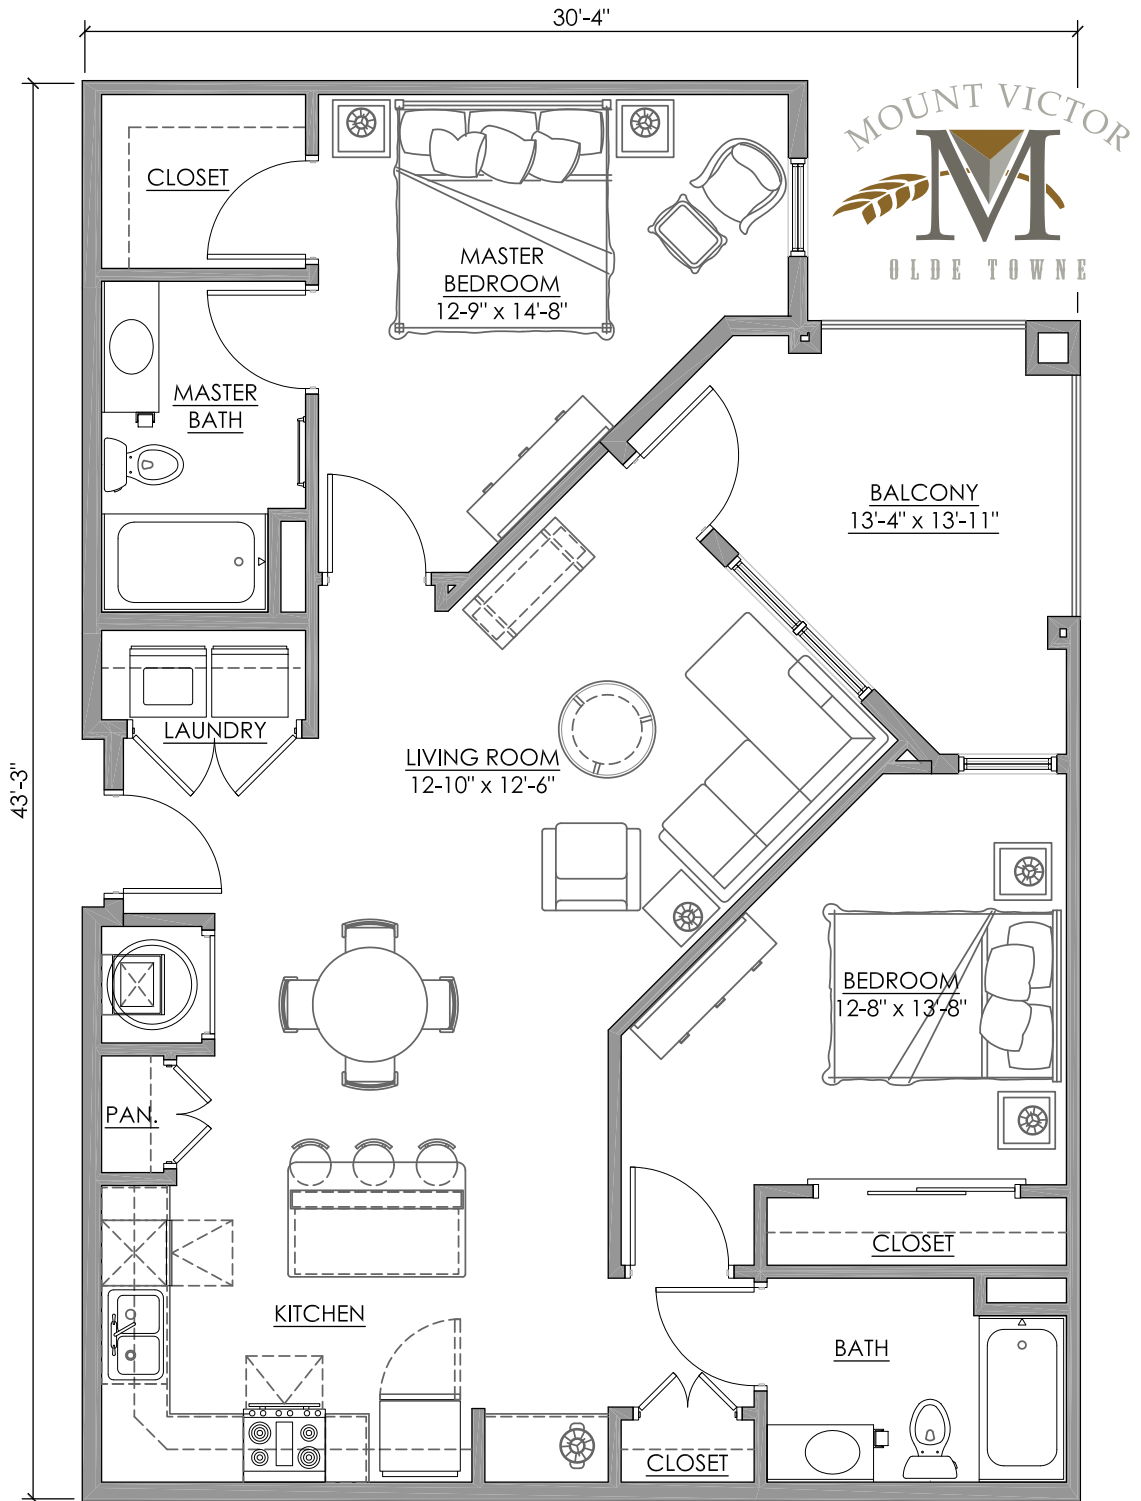 30'-4"
MOUNT VICTOR
M
OLDE TOWNE
CLOSET
MASTER
BEDROOM
12-9" x 14'-8"
MASTER
BATH
BALCONY
13'-4" x 13'-11"
LAUNDRY
LIVING ROOM
12-10" x 12'-6"
43'-3"
BEDROOM
12-8" x 13'-8"
PAN.
CLOSET
KITCHEN
BATH
CLOSET